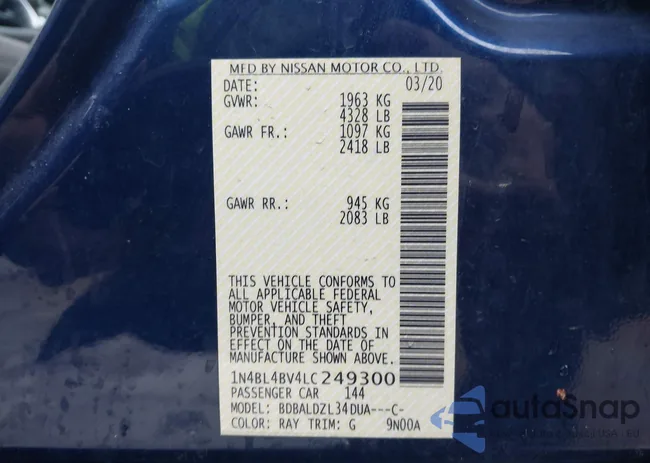 MFD BY NISSAN MOTOR CO., LTD.
DATE: 03/20
GVWR: 1963 KG
4328 LB
GAWR FR.: 1097 KG
2418 LB
GAWR RR.: 945 KG
2083 LB
THIS VEHICLE CONFORMS TO
ALL APPLICABLE FEDERAL
MOTOR VEHICLE SAFETY,
BUMPER, AND THEFT
PREVENTION STANDARDS IN
EFFECT ON THE DATE OF
MANUFACTURE SHOWN ABOVE.
1N4BL4BV4LC249300
PASSENGER CAR 144
MODEL: BDBALDZL34DUA---C-
COLOR: RAY TRIM: G 9N00A
autoSnap